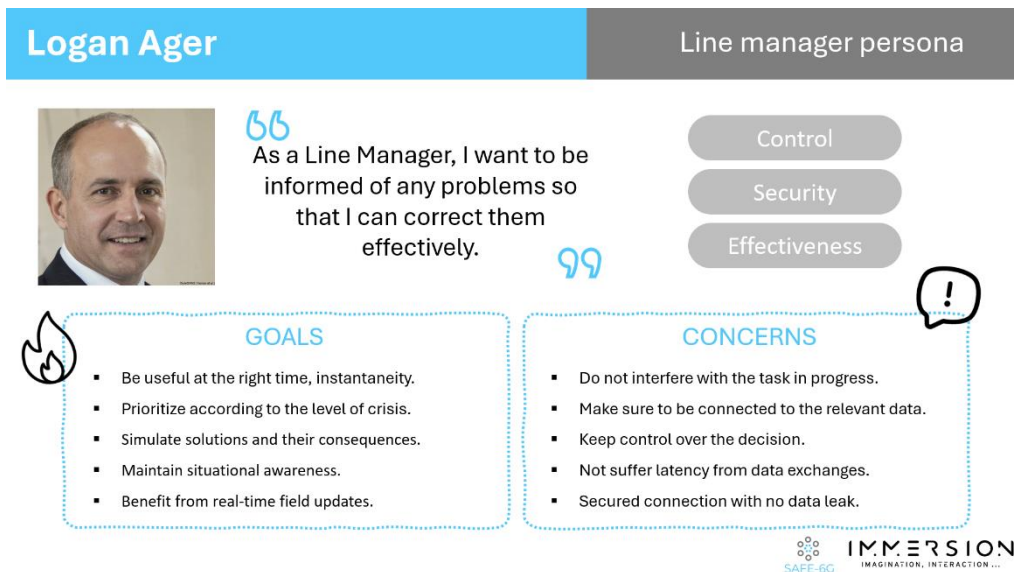 Logan Ager
Line manager persona
As a Line Manager, I want to be
informed of any problems so
that I can correct them
effectively.
Control
Security
Effectiveness
GOALS
▪ Be useful at the right time, instantaneity.
▪ Prioritize according to the level of crisis.
▪ Simulate solutions and their consequences.
▪ Maintain situational awareness.
▪ Benefit from real-time field updates.
CONCERNS
▪ Do not interfere with the task in progress.
▪ Make sure to be connected to the relevant data.
▪ Keep control over the decision.
▪ Not suffer latency from data exchanges.
▪ Secured connection with no data leak.
SAFE-6G
IMMERSION
IMAGINATION, INTERACTION ...